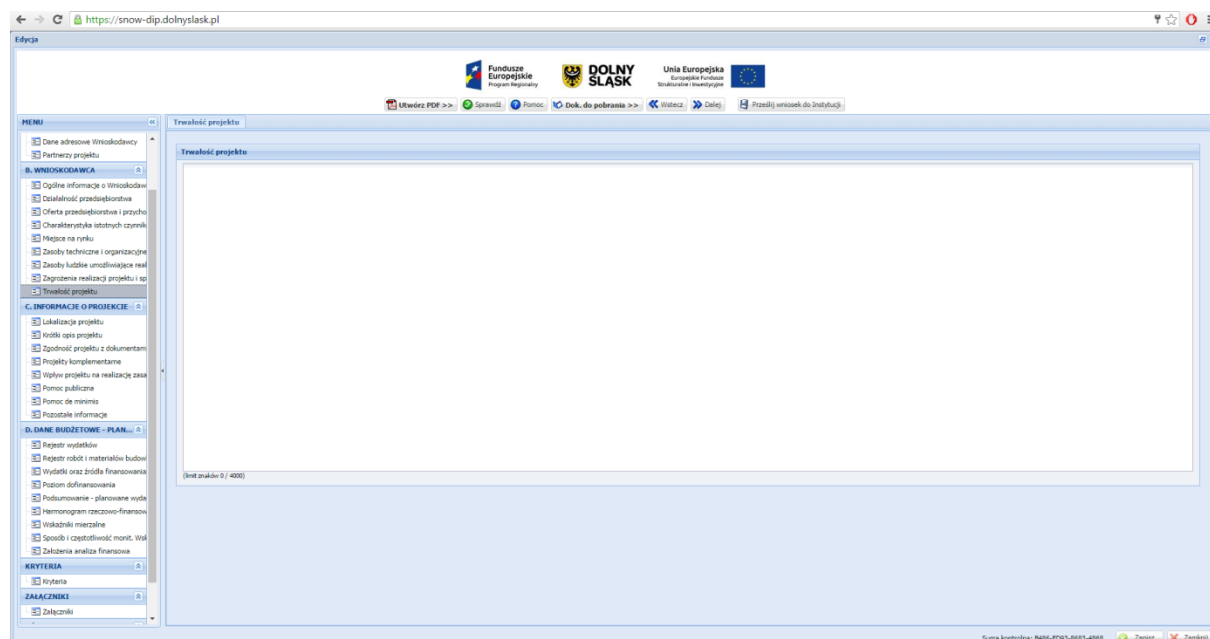 https://snow-dip.dolnyslask.pl
Edycja
Fundusze
Europejskie
Program Regionalny
DOLNY
ŚLĄSK
Unia Europejska
Europejskie Fundusze
Strukturalne i Inwestycyjne
Utwórz PDF >> Sprawdź Pomoc Dok. do pobrania >> Wstecz Dalej Prześlij wniosek do Instytucji
MENU
Dane adresowe Wnioskodawcy
Partnerzy projektu
B. WNIOSKODAWCA
Ogólne informacje o Wnioskodaw
Działalność przedsiębiorstwa
Oferta przedsiębiorstwa i przycho
Charakterystyka istotnych czynnik
Miejsce na rynku
Zasoby techniczne i organizacyjne
Zasoby ludzkie umożliwiające real
Zagrożenia realizacji projektu i sp
Trwałość projektu
C. INFORMACJE O PROJEKCIE
Lokalizacja projektu
Krótki opis projektu
Zgodność projektu z dokumentam
Projekty komplementarne
Wpływ projektu na realizację zasa
Pomoc publiczna
Pomoc de minimis
Pozostałe informacje
D. DANE BUDŻETOWE - PLAN...
Rejestr wydatków
Rejestr robót i materiałów budow
Wydatki oraz źródła finansowania
Poziom dofinansowania
Podsumowanie - planowane wyda
Harmonogram rzeczowo-finansow
Wskaźniki mierzalne
Sposób i częstotliwość monit. Wsk
Założenia analiza finansowa
KRYTERIA
Kryteria
ZAŁĄCZNIKI
Załączniki
Trwałość projektu
Trwałość projektu
(limit znaków 0 / 4000)
Suma kontrolna: Zapisz Zamknij